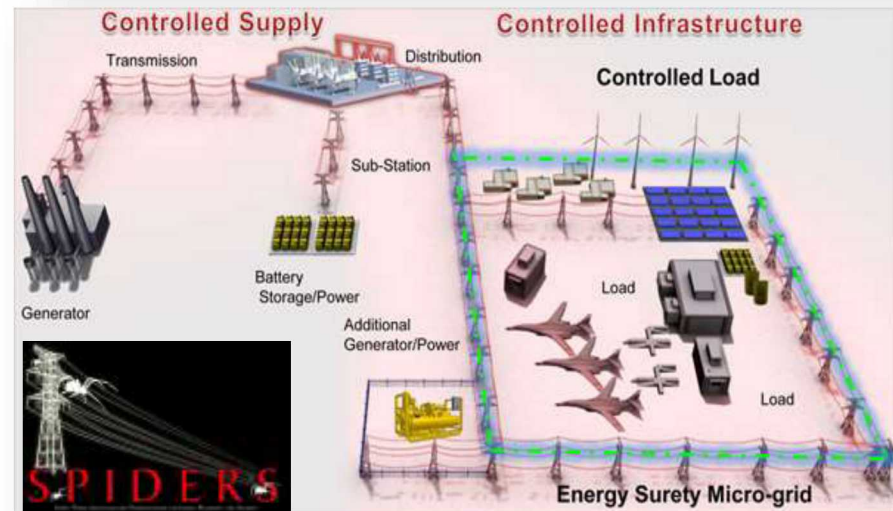 Controlled Supply
Controlled Infrastructure
Transmission
Distribution
Controlled Load
Sub-Station
Battery
Storage/Power
Generator
Load
Additional
Generator/Power
Load
SPIDERS
Energy Surety Micro-grid